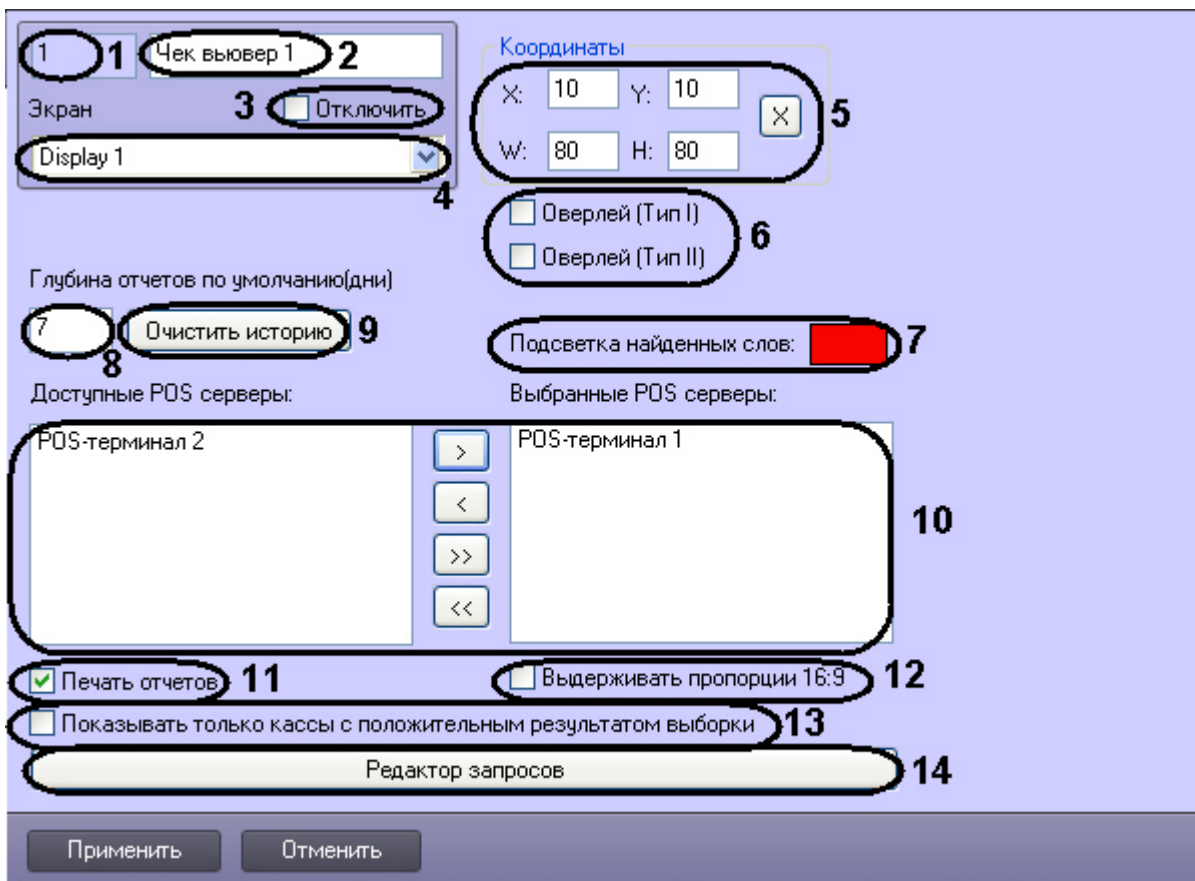 1 1 Чек вьювер 1 2
Экран 3 Отключить
Display 1
4
Координаты
X: 10 Y: 10 X 5
W: 80 H: 80
Оверлей (Тип I)
Оверлей (Тип II)
6
Глубина отчетов по умолчанию(дни)
7 8 Очистить историю 9
Подсветка найденных слов: 7
Доступные POS серверы: Выбранные POS серверы:
POS-терминал 2 > POS-терминал 1
<
>>
<<
10
Печать отчетов 11 Выдерживать пропорции 16:9 12
Показывать только кассы с положительным результатом выборки 13
Редактор запросов 14
Применить Отменить